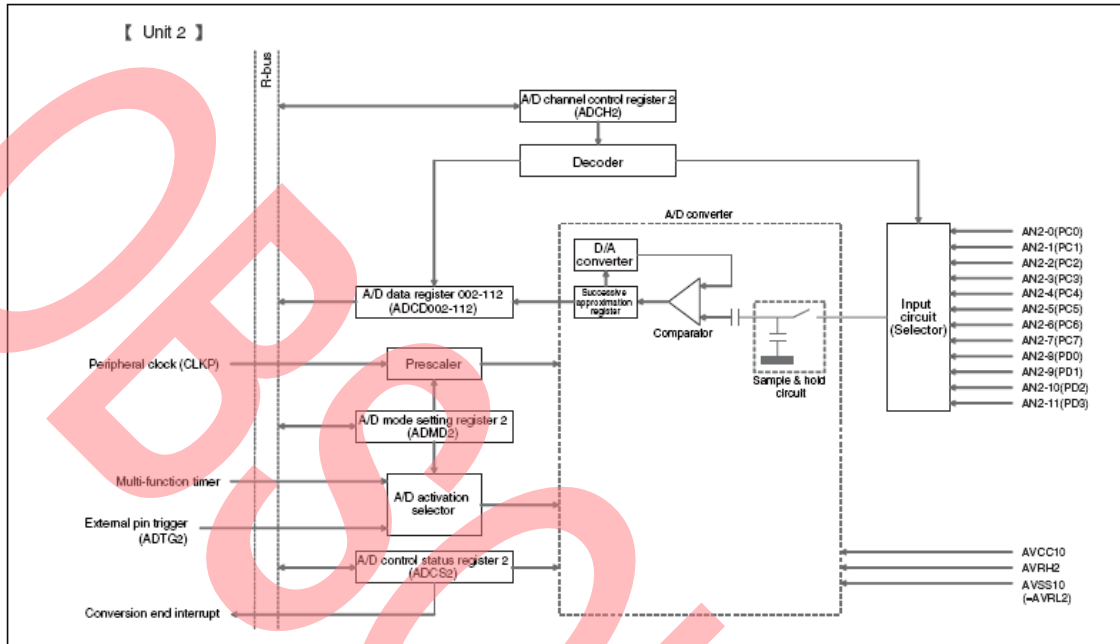 【 Unit 2 】
R-bus
A/D channel control register 2
(ADCH2)
Decoder
A/D converter
D/A
converter
Successive
approximation
register
Comparator
Sample & hold
circuit
Input
circuit
(Selector)
AN2-0(PC0)
AN2-1(PC1)
AN2-2(PC2)
AN2-3(PC3)
AN2-4(PC4)
AN2-5(PC5)
AN2-6(PC6)
AN2-7(PC7)
AN2-8(PD0)
AN2-9(PD1)
AN2-10(PD2)
AN2-11(PD3)
A/D data register 002-112
(ADCD002-112)
Peripheral clock (CLKP)
Prescaler
A/D mode setting register 2
(ADMD2)
Multi-function timer
A/D activation
selector
External pin trigger
(ADTG2)
A/D control status register 2
(ADCS2)
Conversion end interrupt
AVCC10
AVRH2
AVSS10
(=AVRL2)